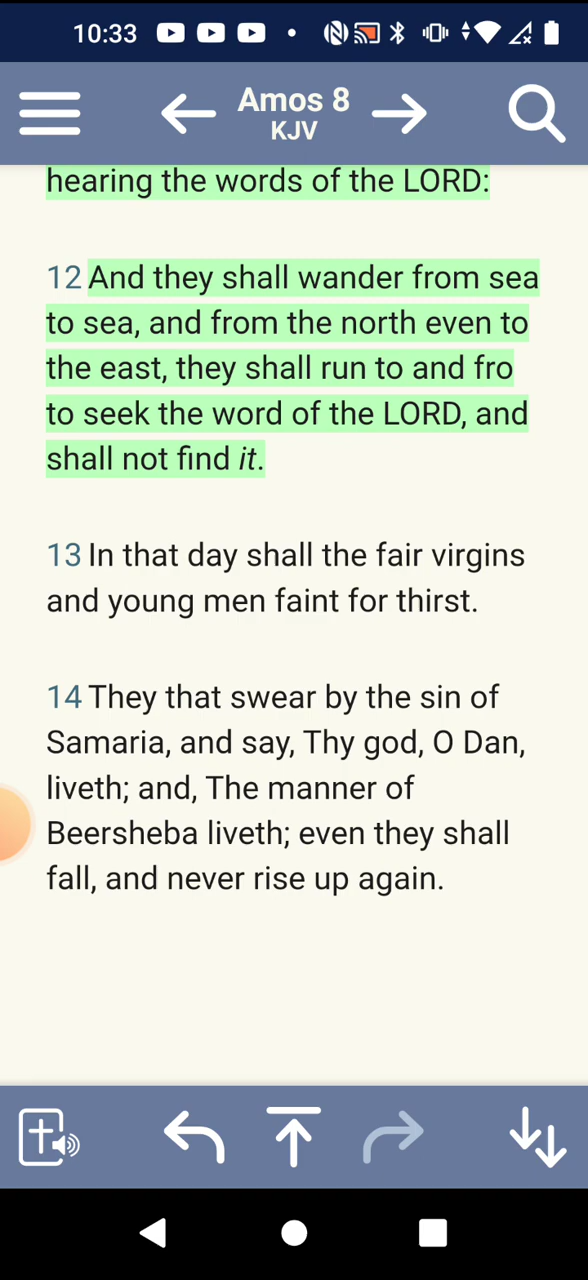 10:33
Amos 8
KJV
hearing the words of the LORD:
12 And they shall wander from sea
to sea, and from the north even to
the east, they shall run to and fro
to seek the word of the LORD, and
shall not find it.
13 In that day shall the fair virgins
and young men faint for thirst.
14 They that swear by the sin of
Samaria, and say, Thy god, O Dan,
liveth; and, The manner of
Beersheba liveth; even they shall
fall, and never rise up again.